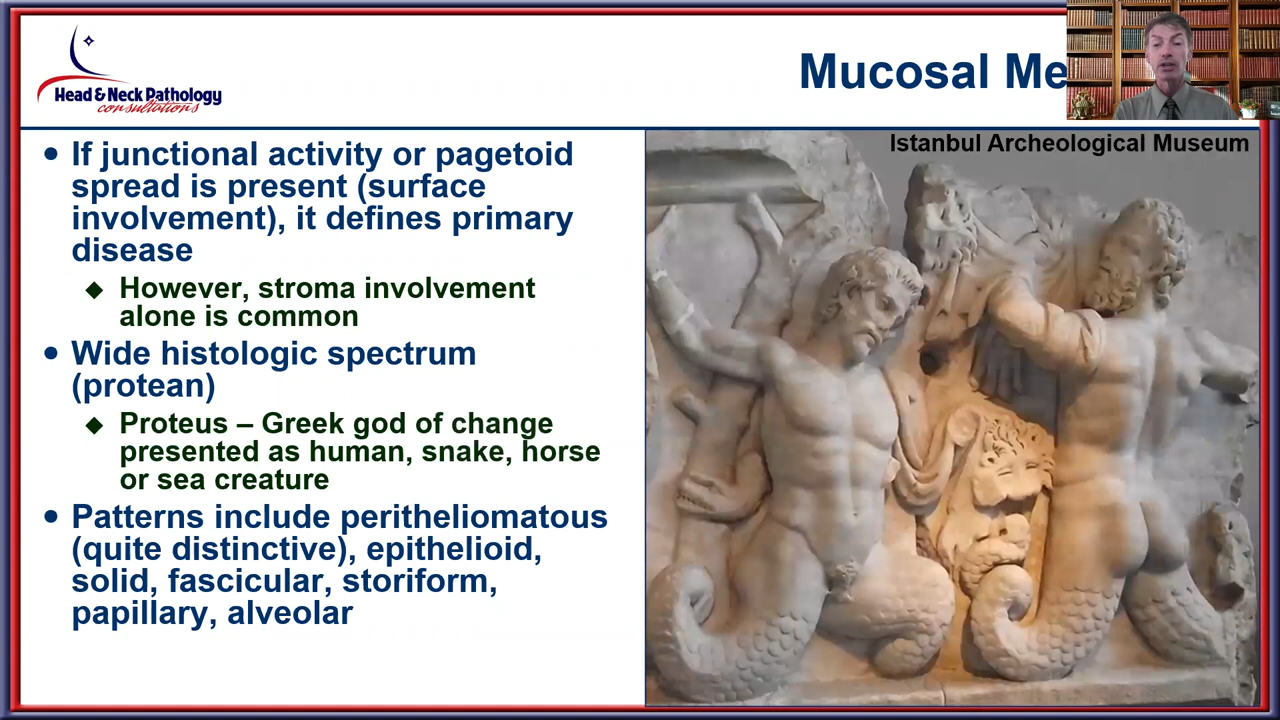 Head & Neck Pathology
consultations
Mucosal Me
Istanbul Archeological Museum
• If junctional activity or pagetoid
spread is present (surface
involvement), it defines primary
disease
◆ However, stroma involvement
alone is common
• Wide histologic spectrum
(protean)
◆ Proteus – Greek god of change
presented as human, snake, horse
or sea creature
• Patterns include peritheliomatous
(quite distinctive), epithelioid,
solid, fascicular, storiform,
papillary, alveolar